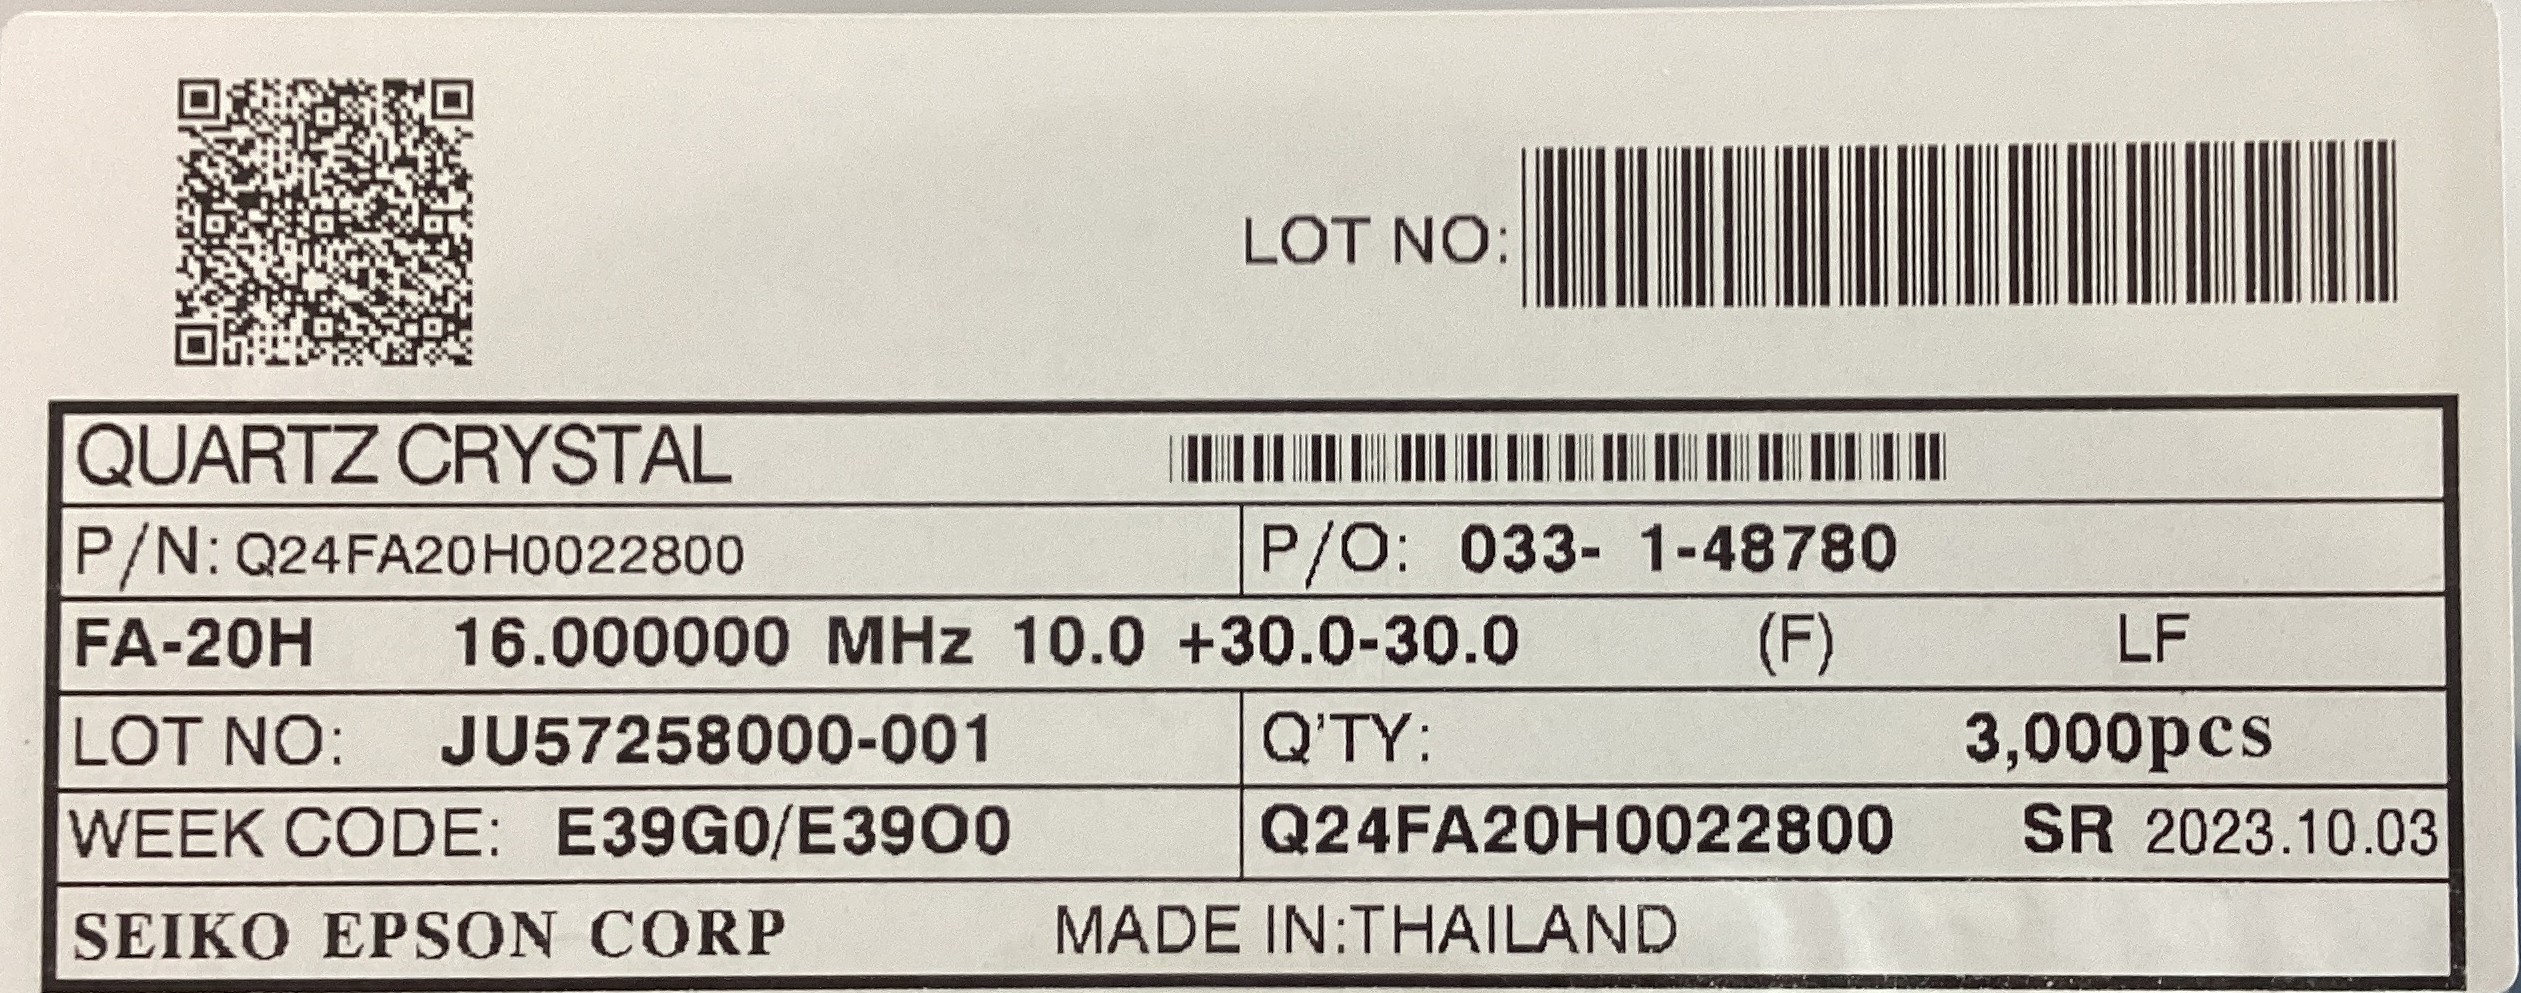 LOT NO:
QUARTZ CRYSTAL
P/N: Q24FA20H0022800 P/O: 033- 1-48780
FA-20H 16.000000 MHz 10.0 +30.0-30.0 (F) LF
LOT NO: JU57258000-001 Q'TY: 3,000pcs
WEEK CODE: E39G0/E39O0 Q24FA20H0022800 SR 2023.10.03
SEIKO EPSON CORP MADE IN:THAILAND